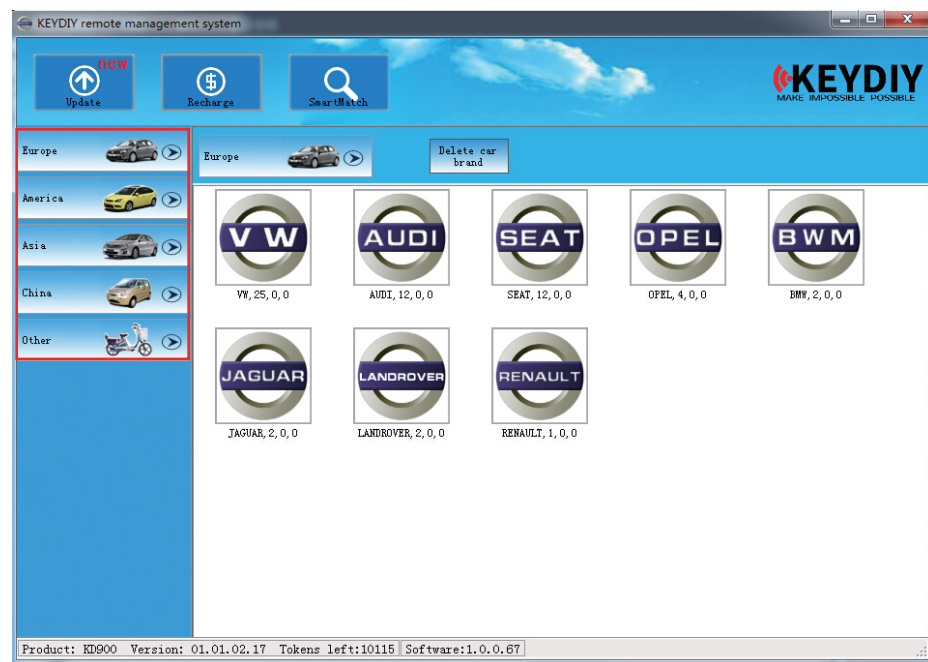 KEYDIY remote management system
new
Update
Recharge
SmartMatch
KEYDIY
MAKE IMPOSSIBLE POSSIBLE
Europe
America
Asia
China
Other
Europe
Delete car
brand
VW
AUDI
SEAT
OPEL
BWM
VW, 25, 0, 0
AUDI, 12, 0, 0
SEAT, 12, 0, 0
OPEL, 4, 0, 0
BMW, 2, 0, 0
JAGUAR
LANDROVER
RENAULT
JAGUAR, 2, 0, 0
LANDROVER, 2, 0, 0
RENAULT, 1, 0, 0
Product: KD900 Version: 01.01.02.17 Tokens left:10115 Software:1.0.0.67